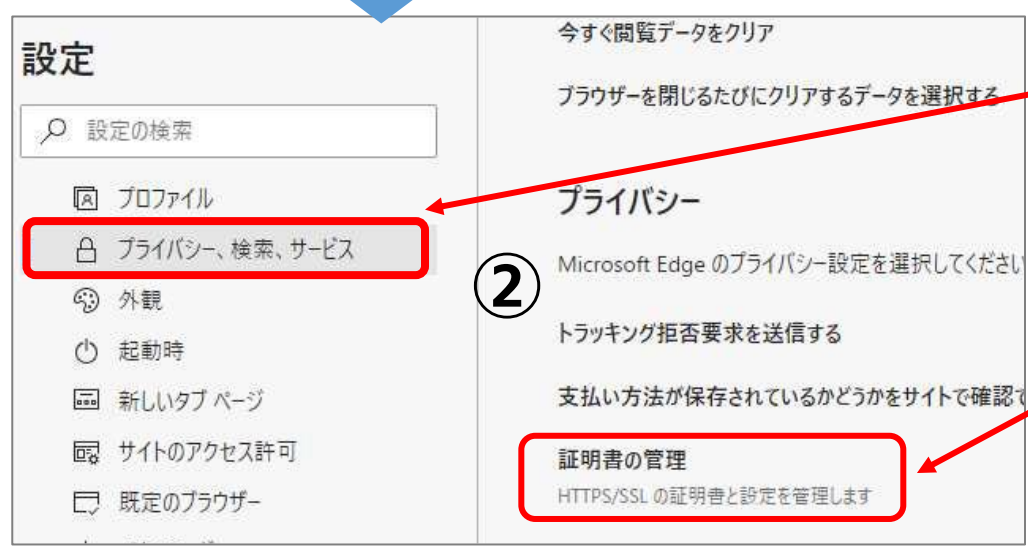 設定
設定の検索
プロファイル
プライバシー、検索、サービス
外観
起動時
新しいタブ ページ
サイトのアクセス許可
既定のブラウザー
②
今すぐ閲覧データをクリア
ブラウザーを閉じるたびにクリアするデータを選択する
プライバシー
Microsoft Edge のプライバシー設定を選択してください
トラッキング拒否要求を送信する
支払い方法が保存されているかどうかをサイトで確認で
証明書の管理
HTTPS/SSL の証明書と設定を管理します